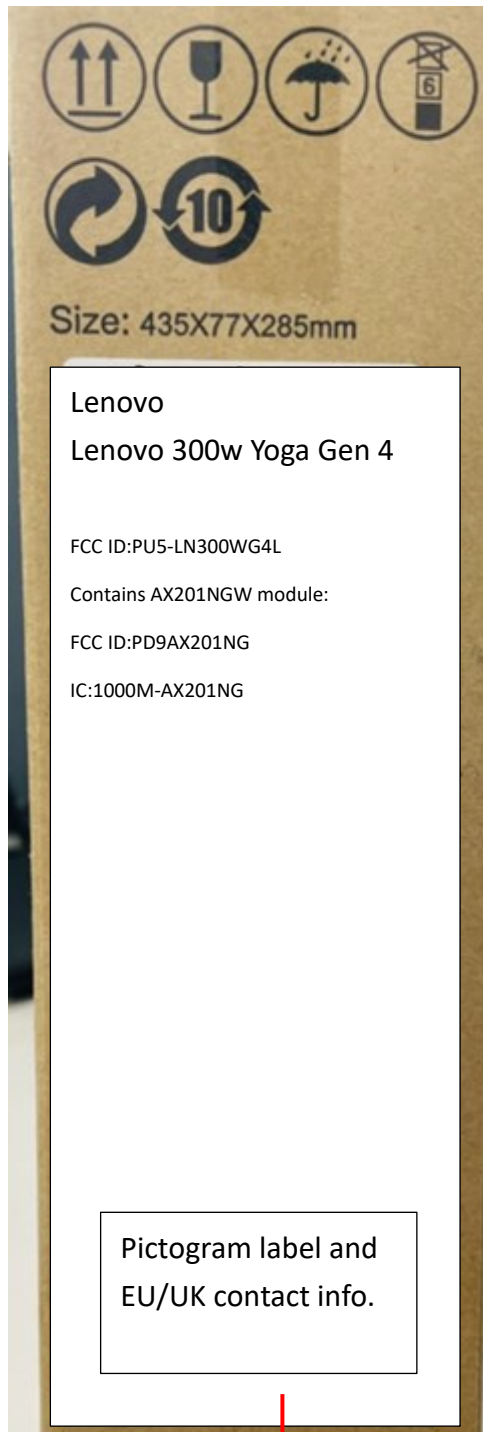 6
10
Size: 435X77X285mm
Lenovo
Lenovo 300w Yoga Gen 4
FCC ID:PU5-LN300WG4L
Contains AX201NGW module:
FCC ID:PD9AX201NG
IC:1000M-AX201NG
Pictogram label and
EU/UK contact info.